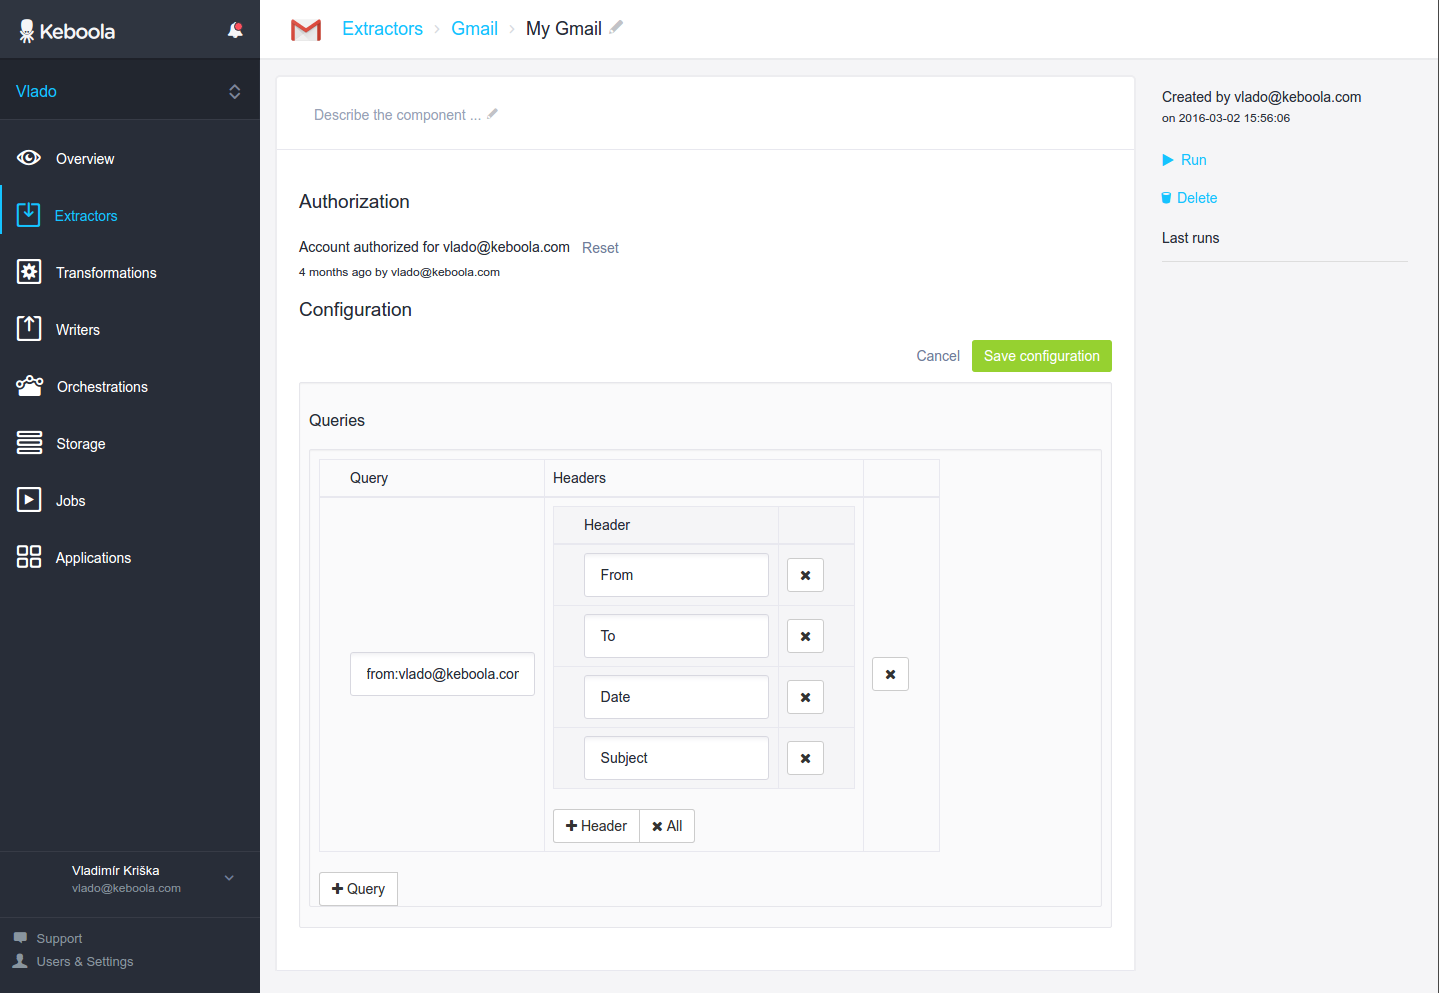 Keboola
Vlado
Overview
Extractors
Transformations
Writers
Orchestrations
Storage
Jobs
Applications
Vladimír Kriška
vlado@keboola.com
Support
Users & Settings
Extractors › Gmail › My Gmail
Describe the component ...
Authorization
Account authorized for vlado@keboola.com Reset
4 months ago by vlado@keboola.com
Configuration
Cancel Save configuration
Queries
Query Headers
Header
From
To
from:vlado@keboola.cor
Date
Subject
Header All
Query
Created by vlado@keboola.com
on 2016-03-02 15:56:06
Run
Delete
Last runs